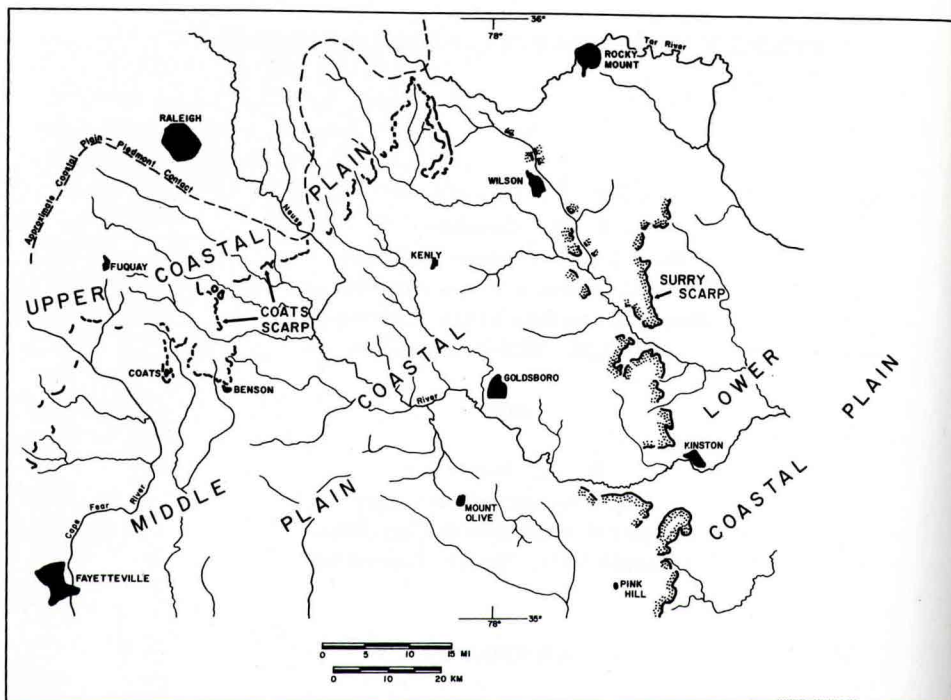 78°
36°
Tar River
ROCKY
MOUNT
RALEIGH
Approximate Coastal Plain - Piedmont Contact
WILSON
House
KENLY
FUQUAY
UPPER COASTAL PLAIN
COATS
SCARP
SURRY
SCARP
COATS
BENSON
GOLDSBORO
River
LOWER
COASTAL
PLAIN
KINSTON
MIDDLE
COASTAL
PLAIN
Cape Fear River
MOUNT
OLIVE
FAYETTEVILLE
PINK
HILL
78°
35°
0 5 10 15 MI
0 10 20 KM